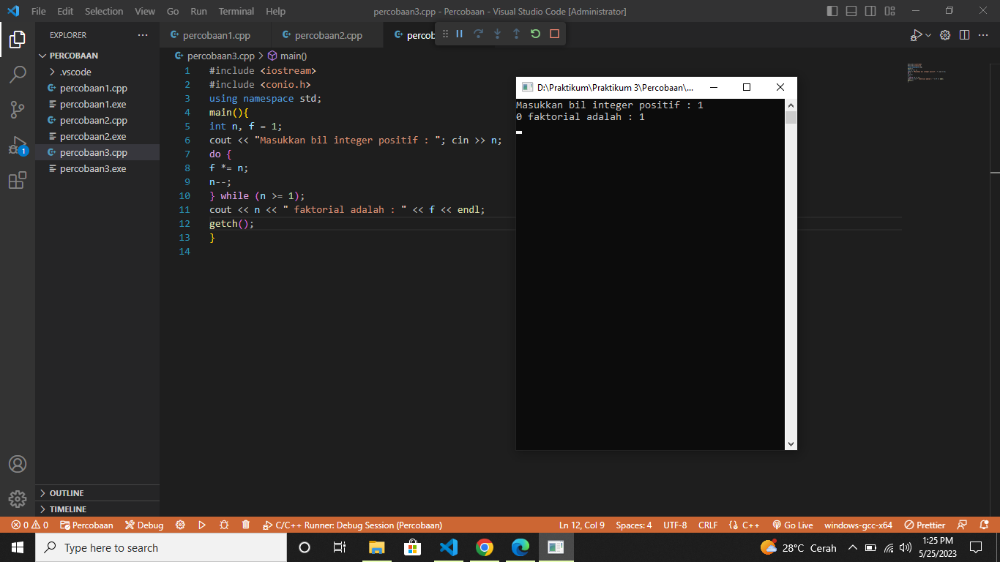 File Edit Selection View Go Run Terminal Help
percobaan3.cpp - Percobaan - Visual Studio Code [Administrator]
EXPLORER
PERCOBAAN
.vscode
percobaan1.cpp
percobaan1.exe
percobaan2.cpp
percobaan2.exe
percobaan3.cpp
percobaan3.exe
OUTLINE
TIMELINE
1
percobaan1.cpp percobaan2.cpp percob
percobaan3.cpp > main()
1 #include <iostream>
2 #include <conio.h>
3 using namespace std;
4 main(){
5 int n, f = 1;
6 cout << "Masukkan bil integer positif : "; cin >> n;
7 do {
8 f *= n;
9 n--;
10 } while (n >= 1);
11 cout << n << " faktorial adalah : " << f << endl;
12 getch();
13 }
14
D:\Praktikum\Praktikum 3\Percobaan\...
Masukkan bil integer positif : 1
0 faktorial adalah : 1
0 0 Percobaan Debug C/C++ Runner: Debug Session (Percobaan)
Ln 12, Col 9 Spaces: 4 UTF-8 CRLF {} C++ Go Live windows-gcc-x64 Prettier
Type here to search
28°C Cerah
1:25 PM
5/25/2023